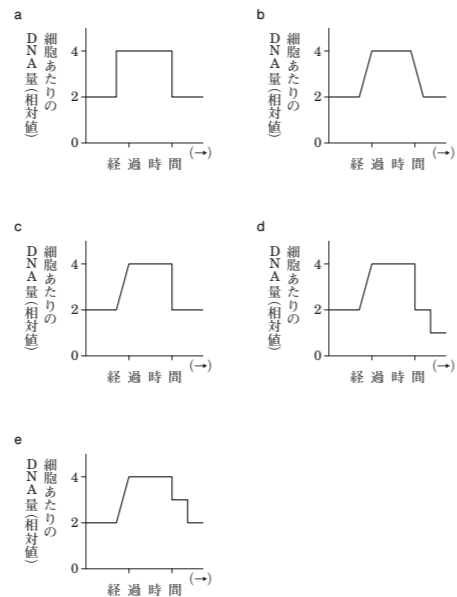 a
細胞あたりの
DNA量(相対値)
4
2
0
経過時間 (→)
b
細胞あたりの
DNA量(相対値)
4
2
0
経過時間 (→)
c
細胞あたりの
DNA量(相対値)
4
2
0
経過時間 (→)
d
細胞あたりの
DNA量(相対値)
4
2
0
経過時間 (→)
e
細胞あたりの
DNA量(相対値)
4
2
0
経過時間 (→)